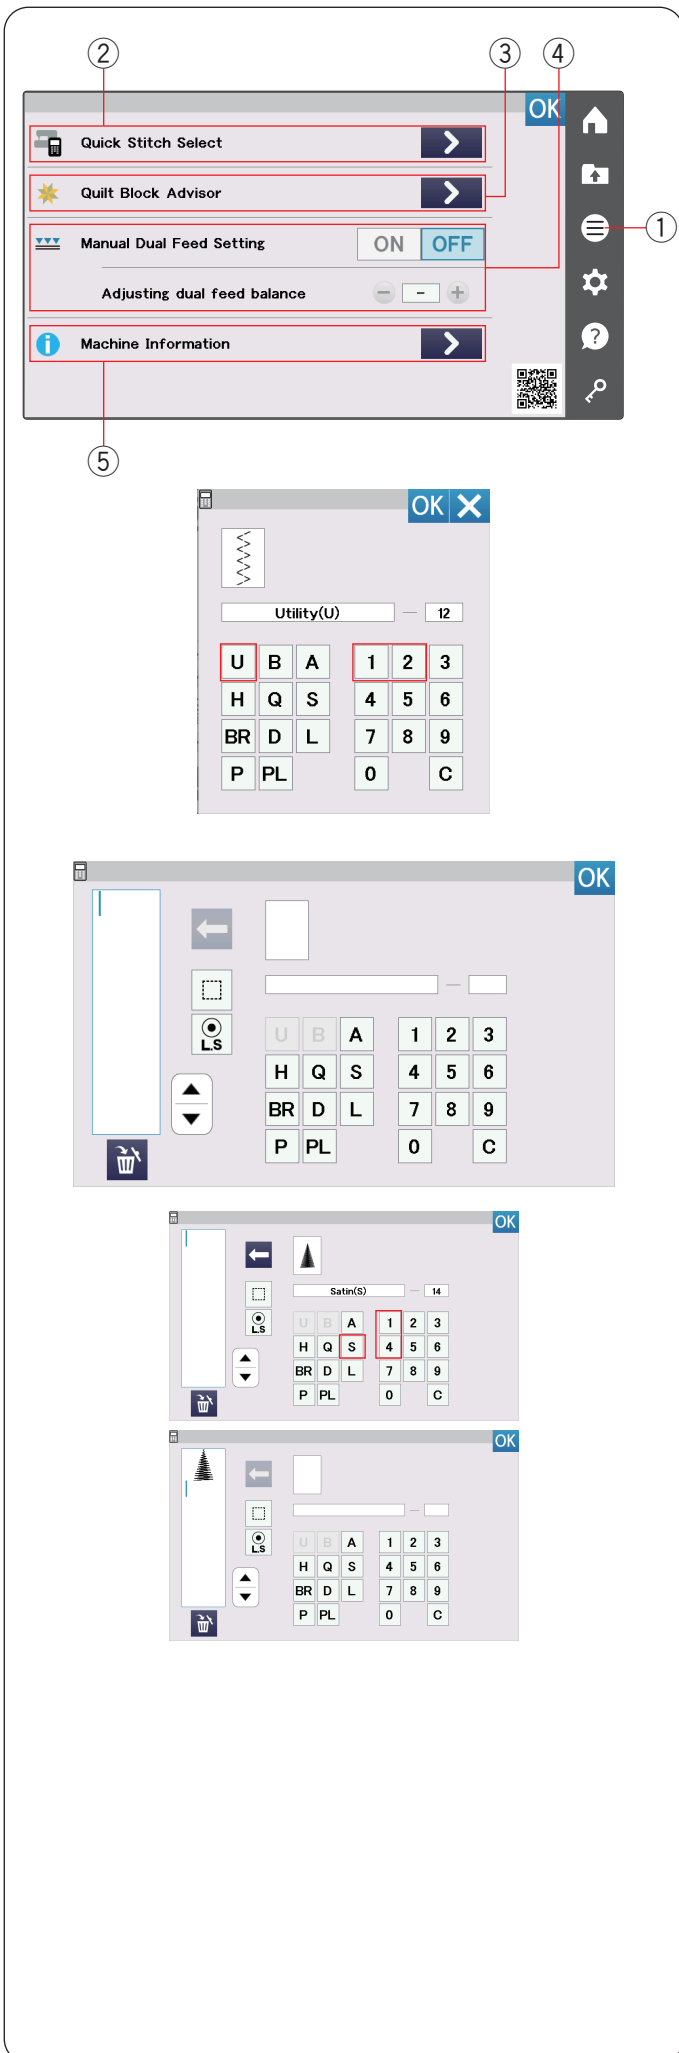 ② ③ ④
OK
Quick Stitch Select
Quilt Block Advisor
①
Manual Dual Feed Setting ON OFF
Adjusting dual feed balance − - +
Machine Information
?
⑤
OK
Utility(U) — 12
U B A 1 2 3
H Q S 4 5 6
BR D L 7 8 9
P PL 0 C
OK
—
L.S
U B A 1 2 3
H Q S 4 5 6
BR D L 7 8 9
P PL 0 C
OK
Satin(S) — 14
L.S
U B A 1 2 3
H Q S 4 5 6
BR D L 7 8 9
P PL 0 C
OK
—
L.S
U B A 1 2 3
H Q S 4 5 6
BR D L 7 8 9
P PL 0 C